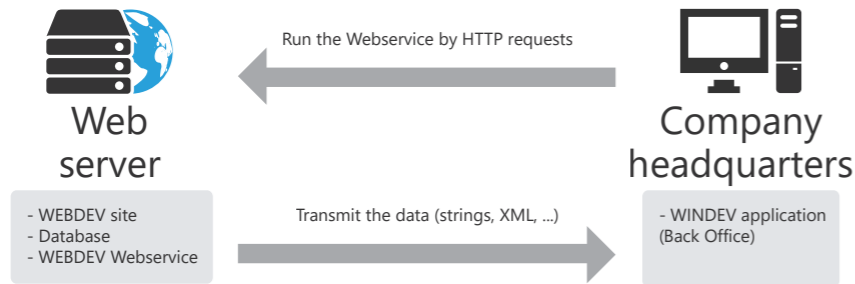 Run the Webservice by HTTP requests
Web
server
Company
headquarters
- WEBDEV site
- Database
- WEBDEV Webservice
Transmit the data (strings, XML, ...)
- WINDEV application
(Back Office)